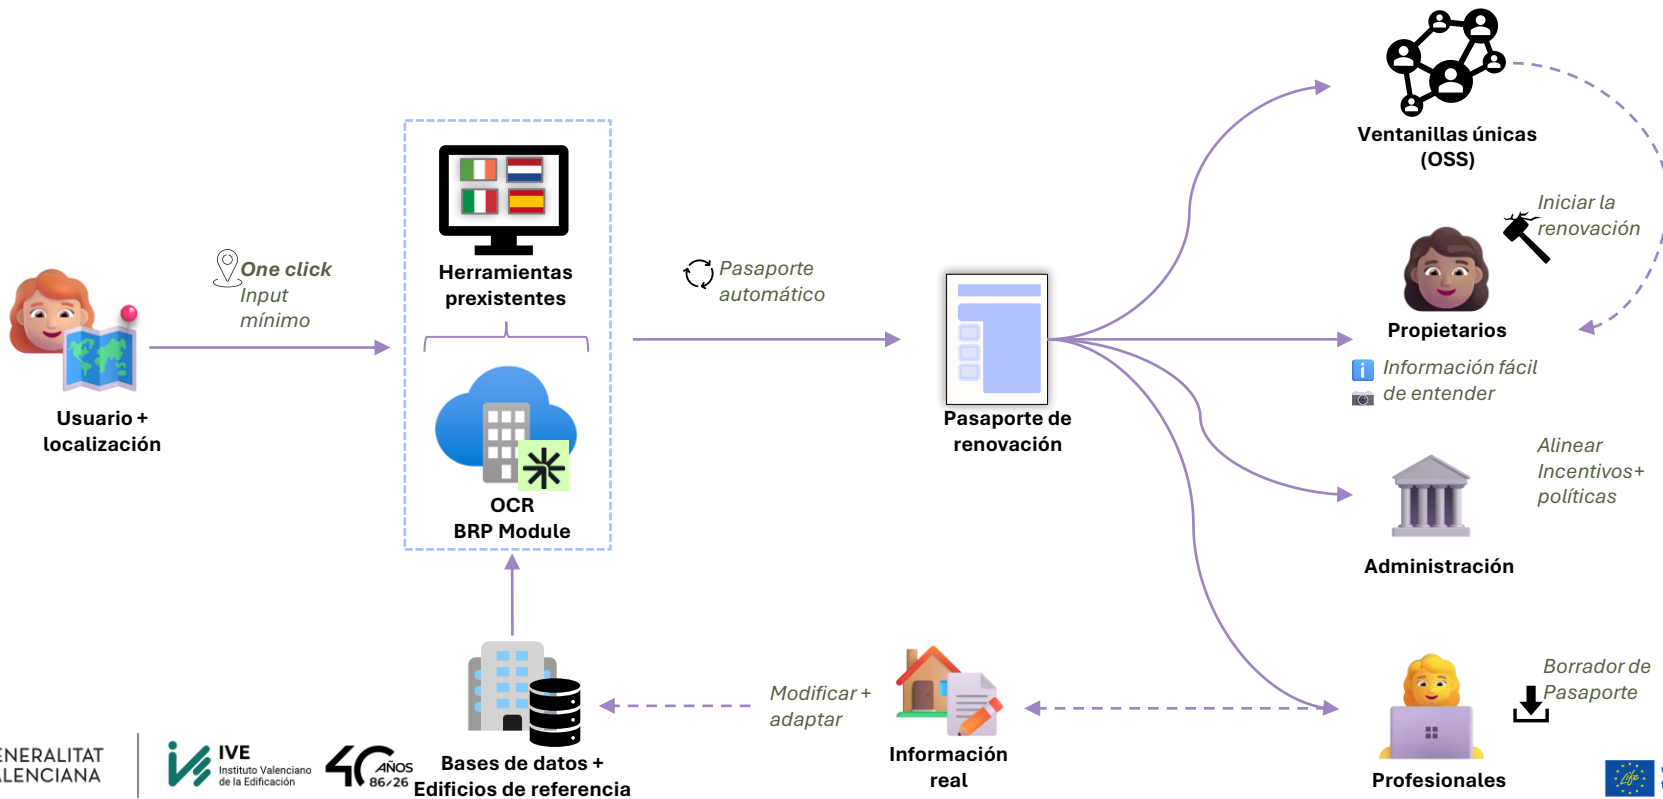 Ventanillas únicas
(OSS)
Iniciar la
renovación
Herramientas
prexistentes
One click
Input
mínimo
Pasaporte
automático
Propietarios
Información fácil
de entender
Usuario +
localización
Pasaporte de
renovación
OCR
BRP Module
Alinear
Incentivos+
políticas
Administración
Modificar +
adaptar
Borrador de
Pasaporte
Información
real
Profesionales
Bases de datos +
Edificios de referencia
ENERALITAT
ALENCIANA
IVE
Instituto Valenciano
de la Edificación
40 AÑOS
86/26
Life